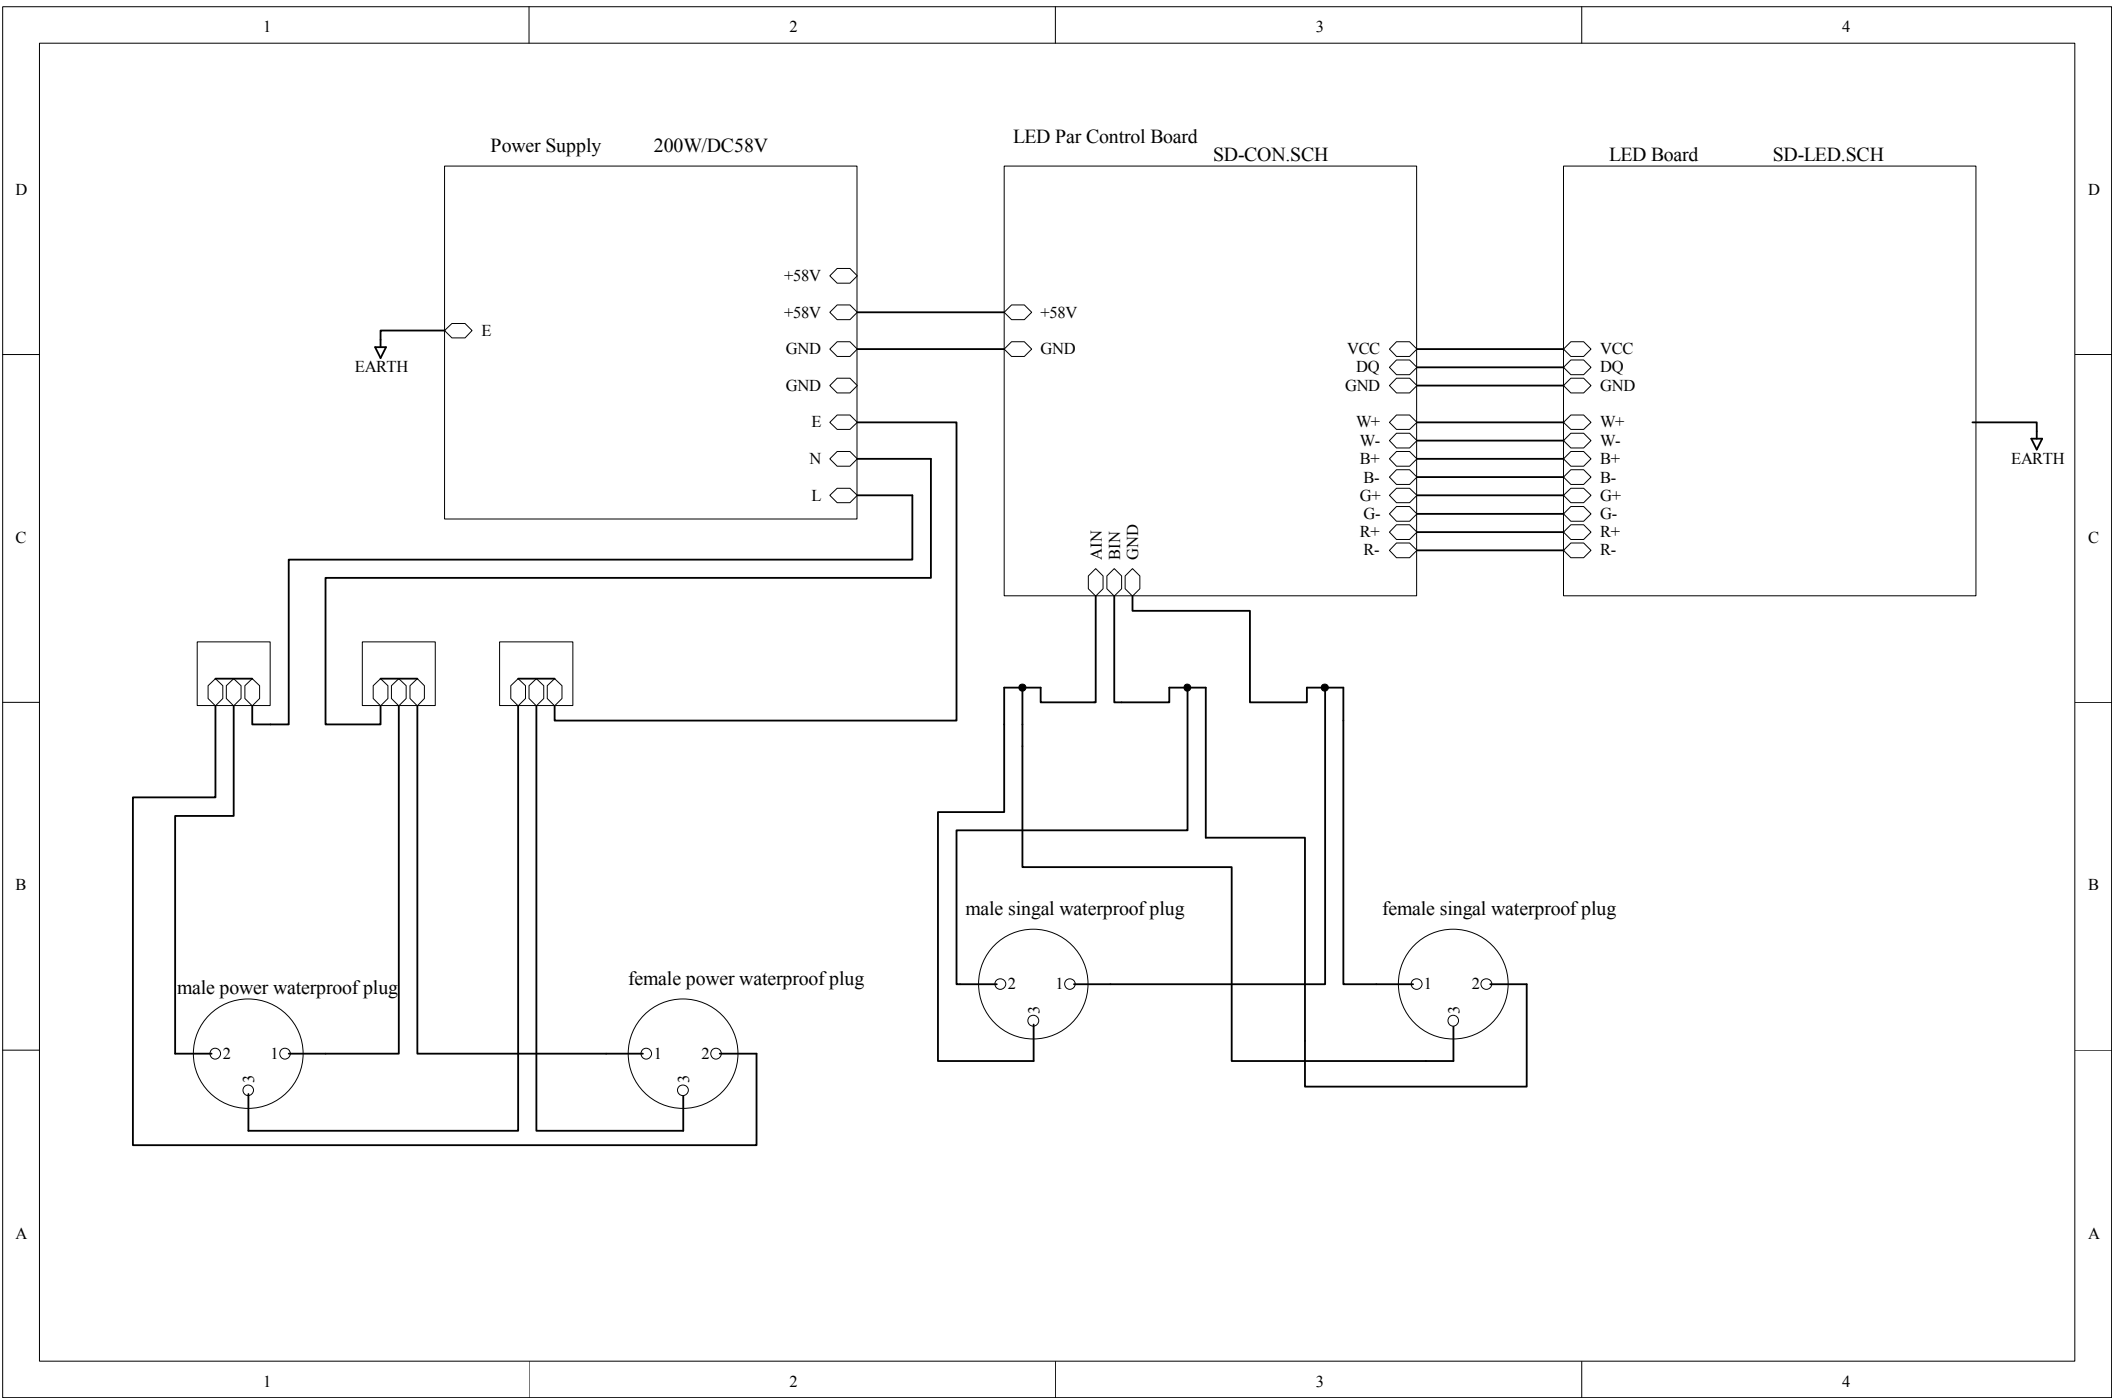 1 2 3 4
LED Par Control Board
Power Supply 200W/DC58V
SD-CON.SCH
LED Board SD-LED.SCH
D D
+58V
+58V +58V
E
GND GND
VCC VCC
EARTH
DQ DQ
GND
GND GND
E
W+ W+
W- W-
N
B+ B+
EARTH
B- B-
L
G+ G+
G- G-
R+ R+
R- R-
C C
AIN
BIN
GND
B B
male singal waterproof plug
female singal waterproof plug
2 1
3
1 2
3
male power waterproof plug
female power waterproof plug
2 1
3
1 2
3
A A
1 2 3 4